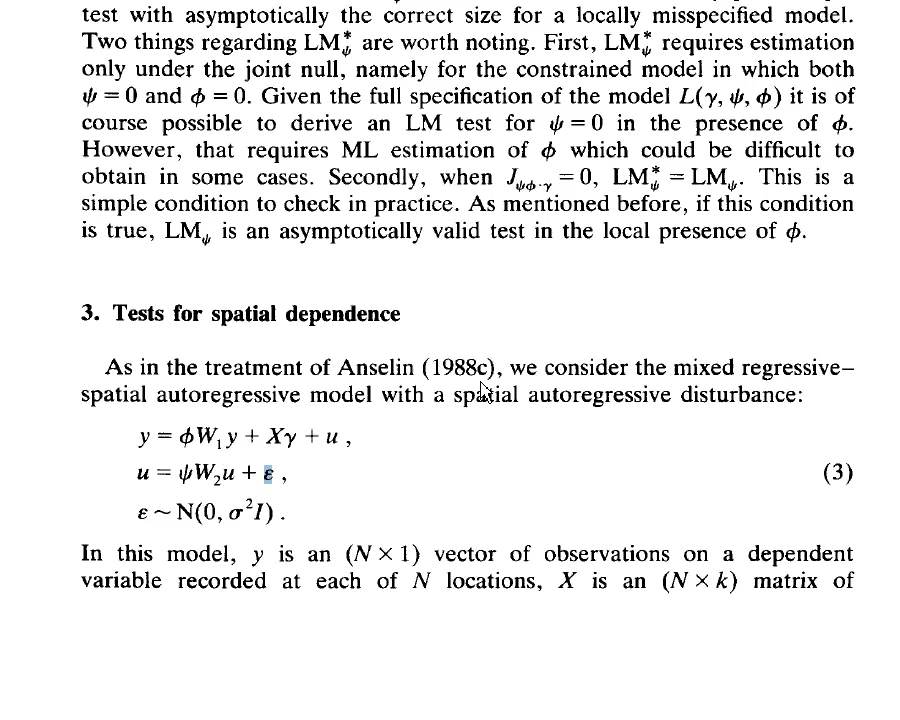 test with asymptotically the correct size for a locally misspecified model.
Two things regarding LM*ψ are worth noting. First, LM*ψ requires estimation
only under the joint null, namely for the constrained model in which both
ψ = 0 and ϕ = 0. Given the full specification of the model L(γ, ψ, ϕ) it is of
course possible to derive an LM test for ψ = 0 in the presence of ϕ.
However, that requires ML estimation of ϕ which could be difficult to
obtain in some cases. Secondly, when Jψϕ·γ = 0, LM*ψ = LMψ. This is a
simple condition to check in practice. As mentioned before, if this condition
is true, LMψ is an asymptotically valid test in the local presence of ϕ.
3. Tests for spatial dependence
As in the treatment of Anselin (1988c), we consider the mixed regressive–
spatial autoregressive model with a spatial autoregressive disturbance:
y = ϕW₁y + Xγ + u ,
u = ψW₂u + ε , (3)
ε ~ N(0, σ²I) .
In this model, y is an (N × 1) vector of observations on a dependent
variable recorded at each of N locations, X is an (N × k) matrix of